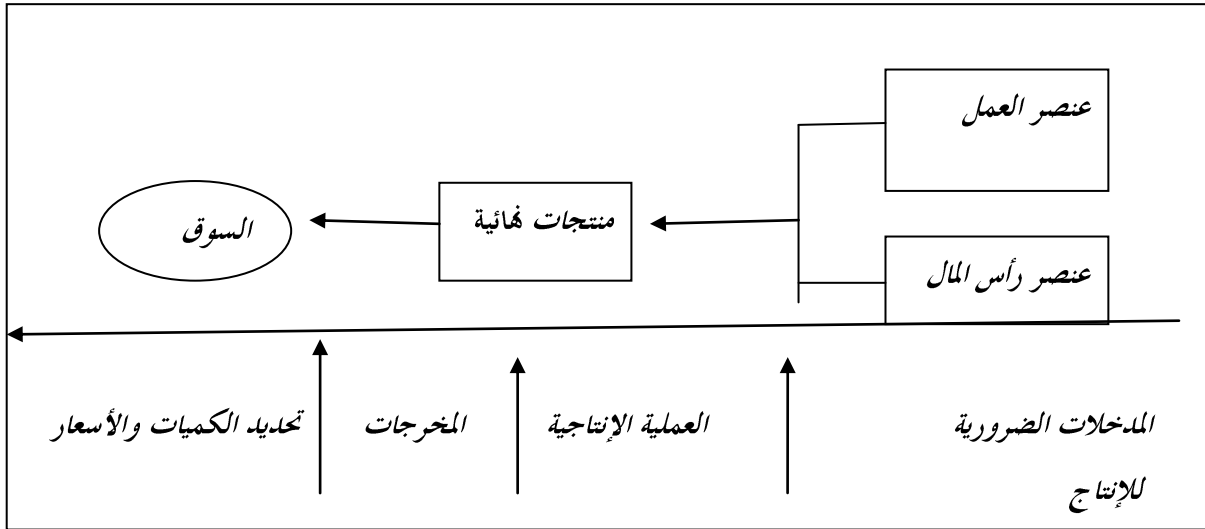 عنصر العمل
عنصر رأس المال
منتجات نهائية
السوق
المدخلات الضرورية
للإنتاج
العملية الإنتاجية
المخرجات
تحديد الكميات والأسعار